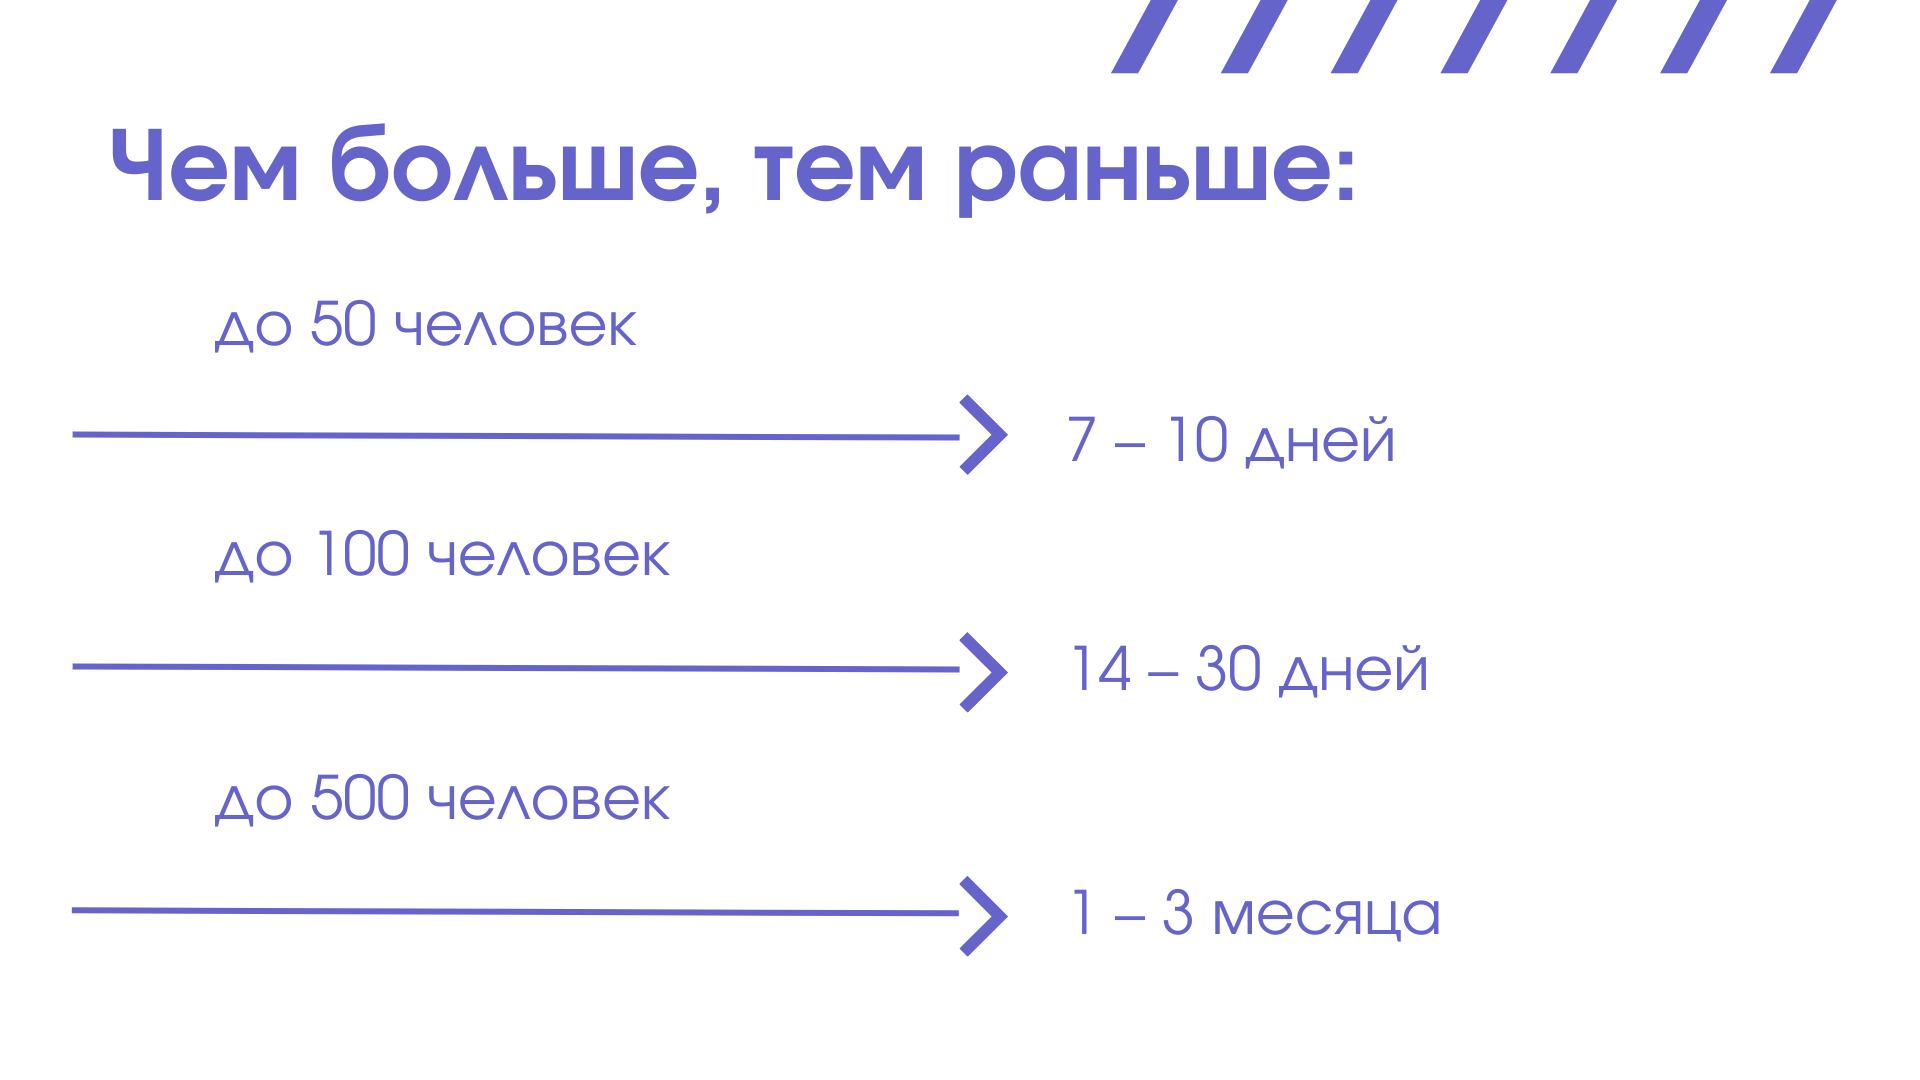 Чем больше, тем раньше:
до 50 человек
7 – 10 дней
до 100 человек
14 – 30 дней
до 500 человек
1 – 3 месяца